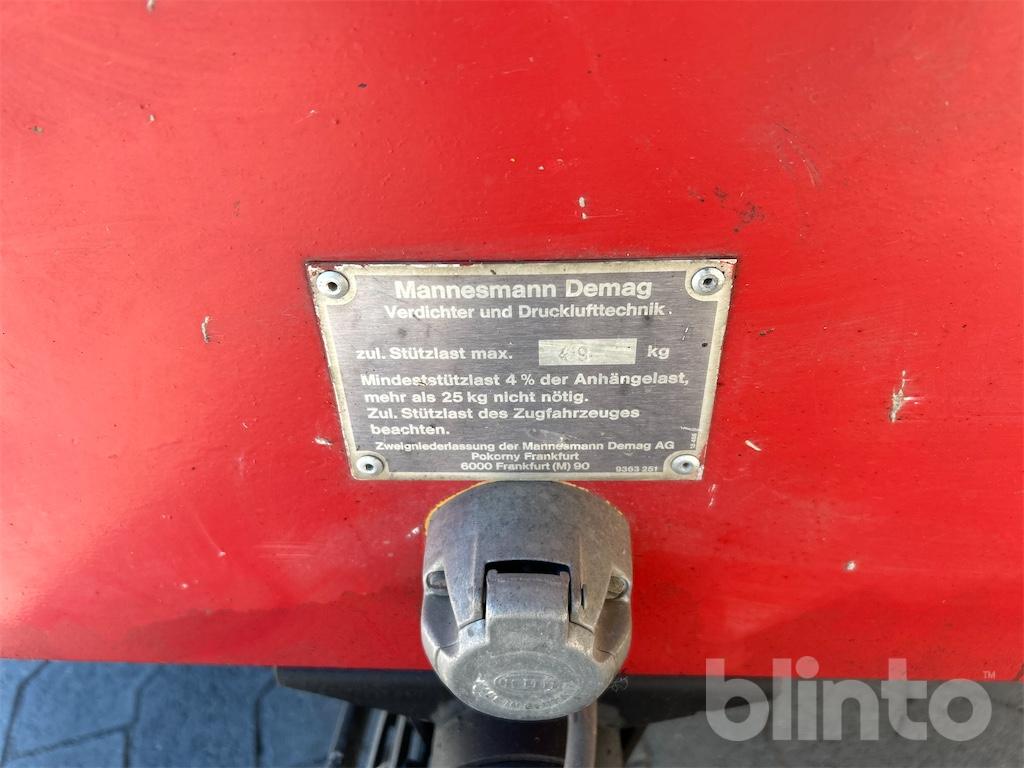 Mannesmann Demag
Verdichter und Drucklufttechnik
zul. Stützlast max. kg
Mindeststützlast 4 % der Anhängelast,
mehr als 25 kg nicht nötig.
Zul. Stützlast des Zugfahrzeuges
beachten.
Zweigniederlassung der Mannesmann Demag AG
Pokorny Frankfurt
6000 Frankfurt (M) 90
9363 251
blinto™